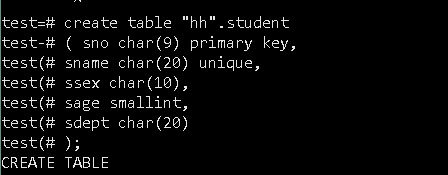 test=# create table "hh".student
test-# ( sno char(9) primary key,
test(# sname char(20) unique,
test(# ssex char(10),
test(# sage smallint,
test(# sdept char(20)
test(# );
CREATE TABLE